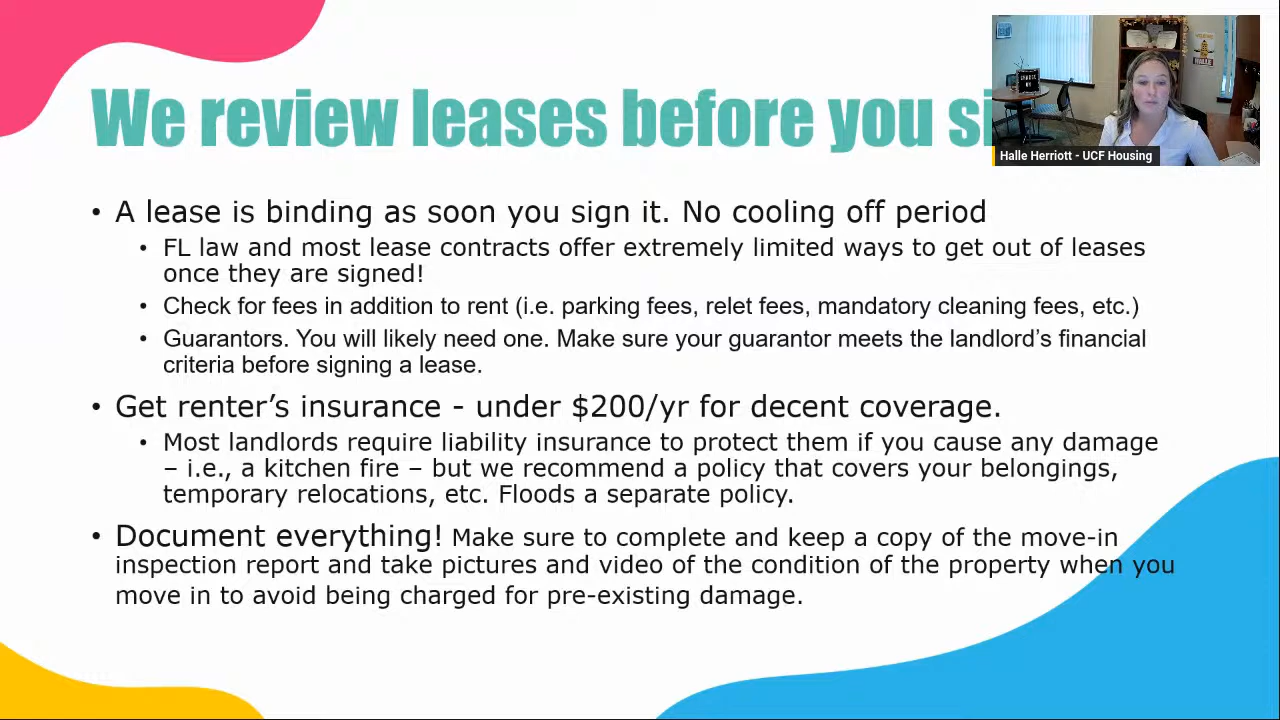 We review leases before you si
Halle Herriott - UCF Housing
• A lease is binding as soon you sign it. No cooling off period
• FL law and most lease contracts offer extremely limited ways to get out of leases
once they are signed!
• Check for fees in addition to rent (i.e. parking fees, relet fees, mandatory cleaning fees, etc.)
• Guarantors. You will likely need one. Make sure your guarantor meets the landlord’s financial
criteria before signing a lease.
• Get renter’s insurance - under $200/yr for decent coverage.
• Most landlords require liability insurance to protect them if you cause any damage
– i.e., a kitchen fire – but we recommend a policy that covers your belongings,
temporary relocations, etc. Floods a separate policy.
• Document everything! Make sure to complete and keep a copy of the move-in
inspection report and take pictures and video of the condition of the property when you
move in to avoid being charged for pre-existing damage.